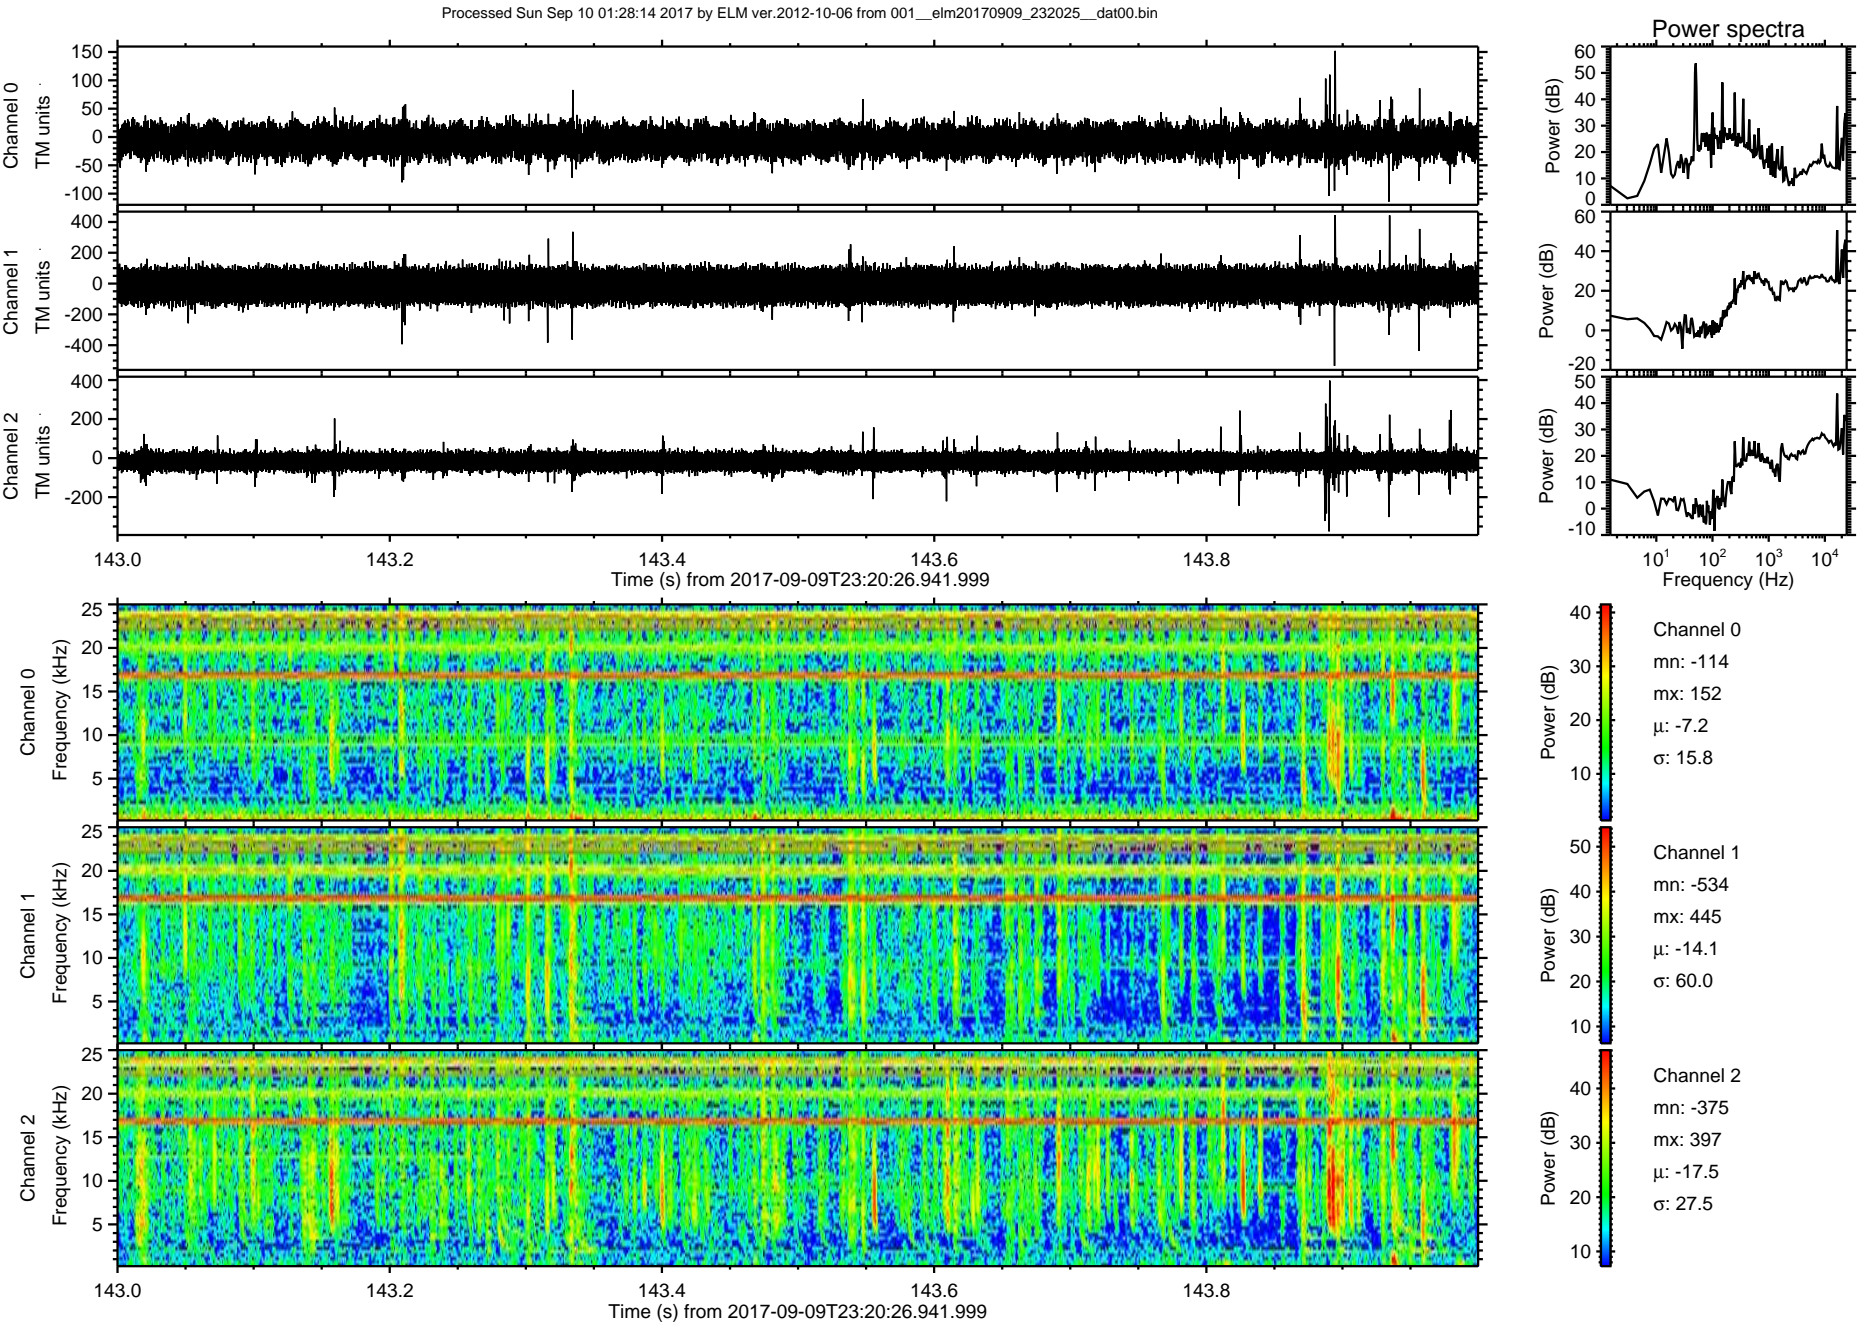 Processed Sun Sep 10 01:28:14 2017 by ELM ver.2012-10-06 from 001__elm20170909_232025__dat00.bin
Power spectra
Channel 0
TM units
150
100
50
0
-50
-100
Power (dB)
60
50
40
30
20
10
0
Channel 1
TM units
400
200
0
-200
-400
Power (dB)
60
40
20
0
-20
Channel 2
TM units
400
200
0
-200
Power (dB)
50
40
30
20
10
0
-10
143.0
143.2
143.4
143.6
143.8
Time (s) from 2017-09-09T23:20:26.941.999
10¹
10²
10³
10⁴
Frequency (Hz)
Channel 0
Frequency (kHz)
25
20
15
10
5
Power (dB)
40
30
20
10
Channel 0
mn: -114
mx: 152
μ: -7.2
σ: 15.8
Channel 1
Frequency (kHz)
25
20
15
10
5
Power (dB)
50
40
30
20
10
Channel 1
mn: -534
mx: 445
μ: -14.1
σ: 60.0
Channel 2
Frequency (kHz)
25
20
15
10
5
Power (dB)
40
30
20
10
Channel 2
mn: -375
mx: 397
μ: -17.5
σ: 27.5
143.0
143.2
143.4
143.6
143.8
Time (s) from 2017-09-09T23:20:26.941.999